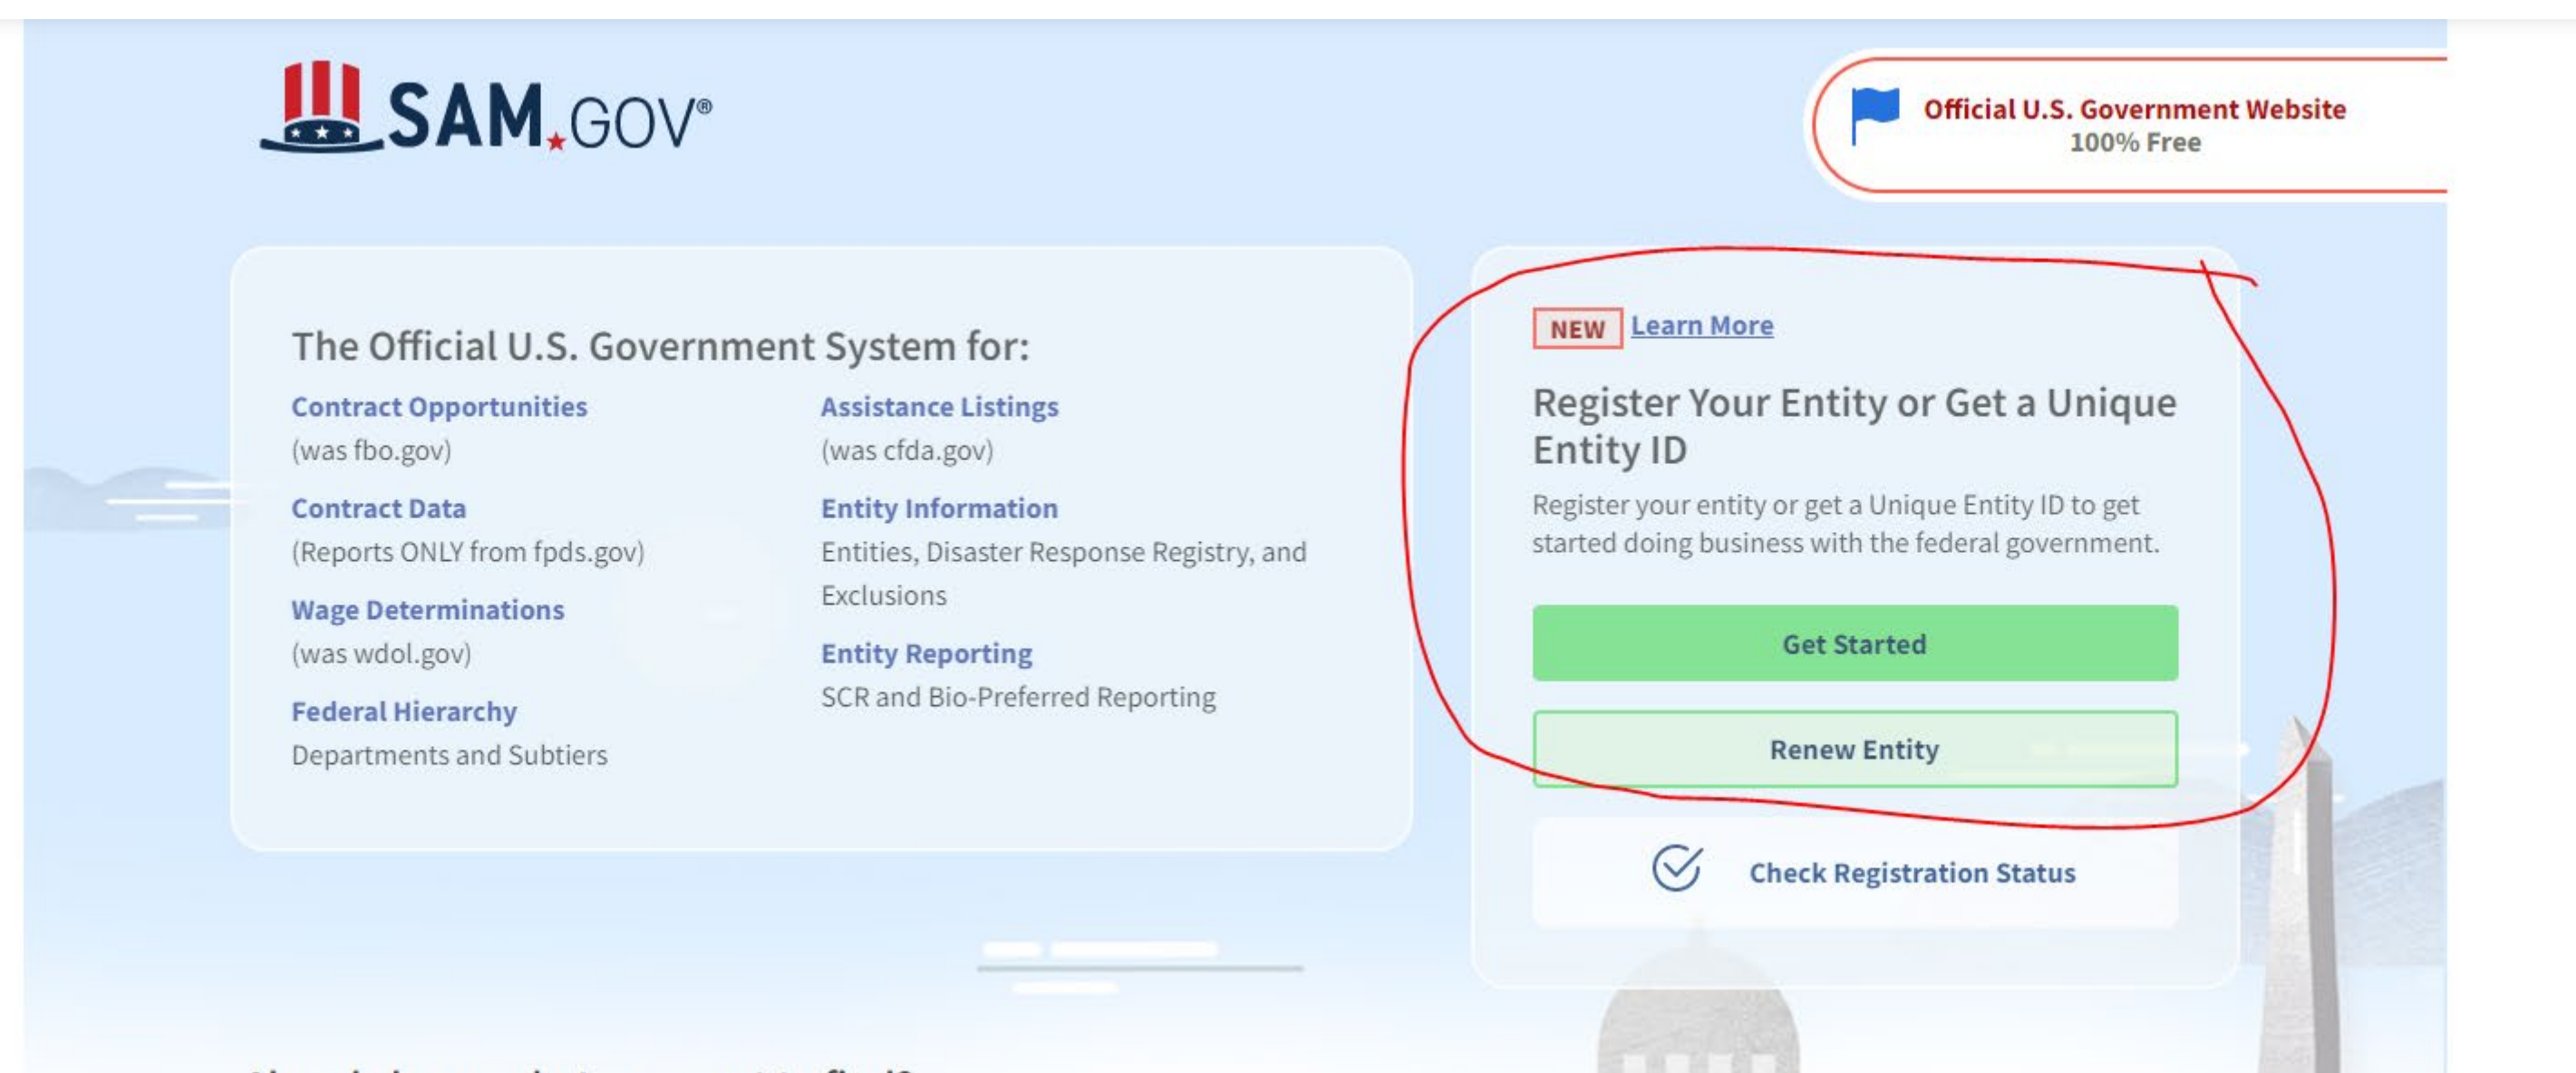 SAM.GOV®
Official U.S. Government Website
100% Free
The Official U.S. Government System for:
Contract Opportunities
(was fbo.gov)
Contract Data
(Reports ONLY from fpds.gov)
Wage Determinations
(was wdol.gov)
Federal Hierarchy
Departments and Subtiers
Assistance Listings
(was cfda.gov)
Entity Information
Entities, Disaster Response Registry, and
Exclusions
Entity Reporting
SCR and Bio-Preferred Reporting
NEW Learn More
Register Your Entity or Get a Unique
Entity ID
Register your entity or get a Unique Entity ID to get
started doing business with the federal government.
Get Started
Renew Entity
Check Registration Status